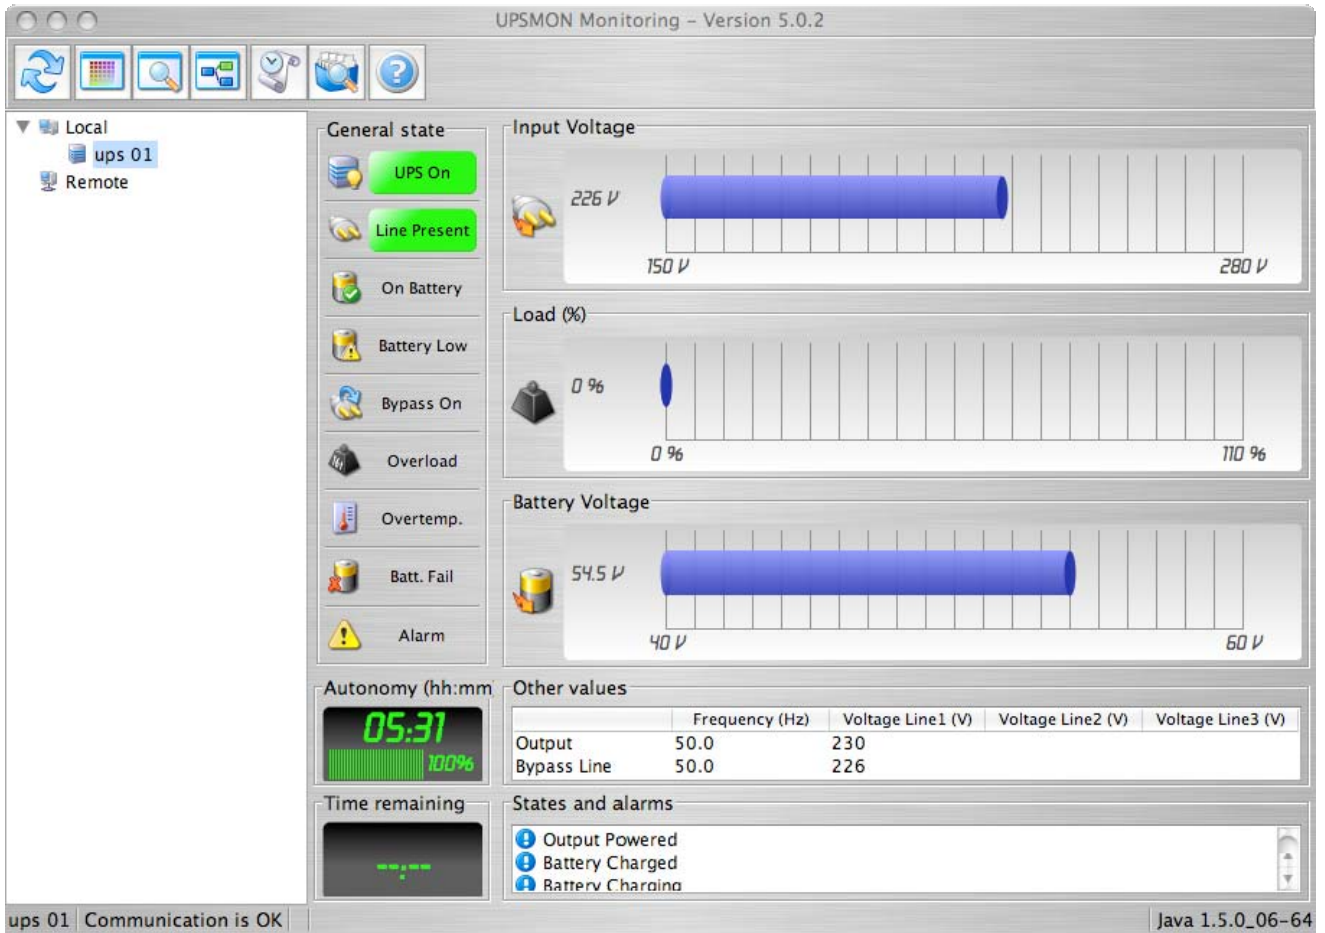 UPSMON Monitoring – Version 5.0.2
Local
ups 01
Remote
General state
UPS On
Line Present
On Battery
Battery Low
Bypass On
Overload
Overtemp.
Batt. Fail
Alarm
Input Voltage
226 V
150 V 280 V
Load (%)
0 %
0 % 110 %
Battery Voltage
54.5 V
40 V 60 V
Autonomy (hh:mm
05:31
100%
Other values
Frequency (Hz) Voltage Line1 (V) Voltage Line2 (V) Voltage Line3 (V)
Output 50.0 230
Bypass Line 50.0 226
Time remaining
--:--
States and alarms
Output Powered
Battery Charged
Battery Charging
ups 01 Communication is OK Java 1.5.0_06-64